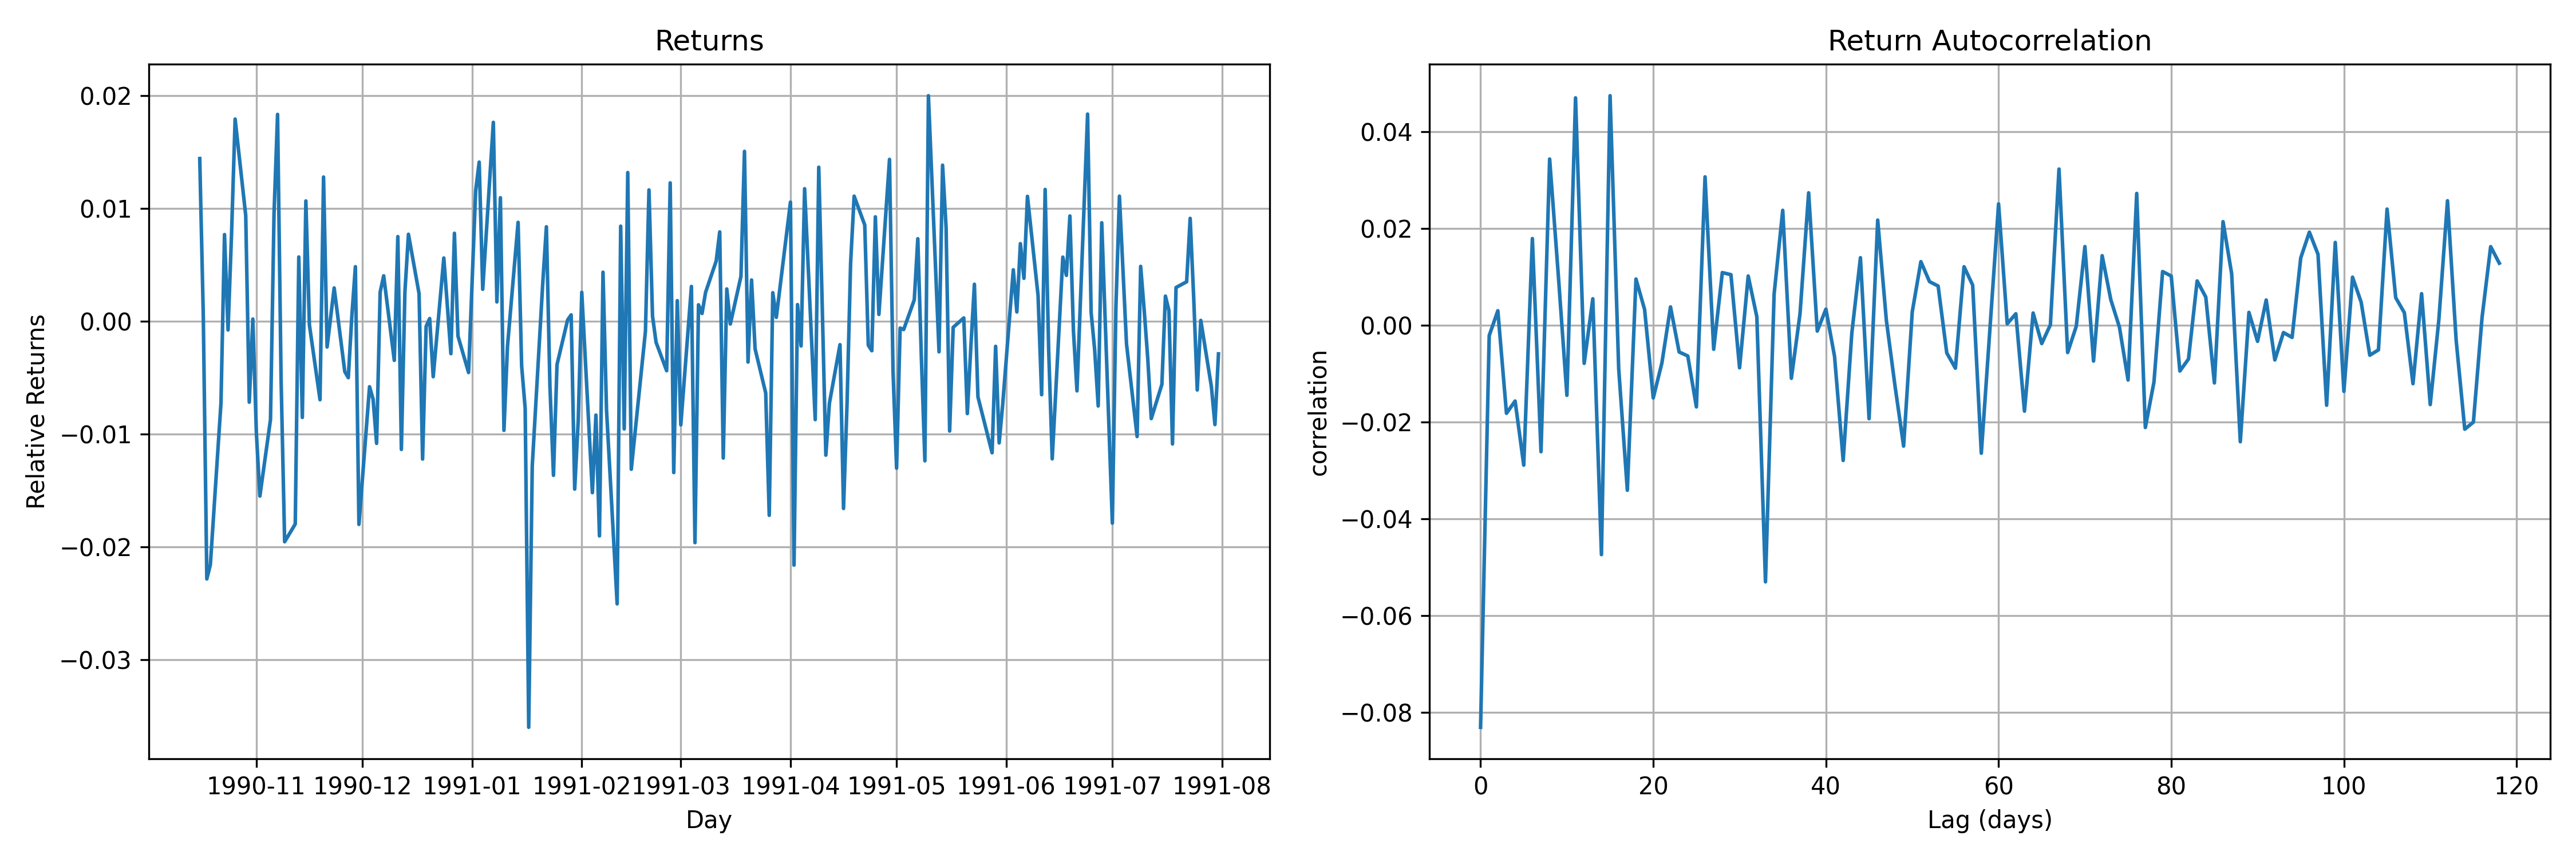 Returns
0.02
0.01
0.00
−0.01
−0.02
−0.03
Relative Returns
1990-11 1990-12 1991-01 1991-02 1991-03 1991-04 1991-05 1991-06 1991-07 1991-08
Day
Return Autocorrelation
0.04
0.02
0.00
−0.02
−0.04
−0.06
−0.08
correlation
0 20 40 60 80 100 120
Lag (days)